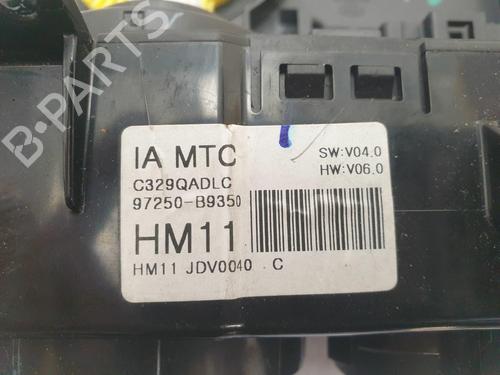 B-PARTS
IA MTC
SW:V04.0
C329QADLC
HW:V06.0
97250-B9350
HM11
HM11 JDV0040 C